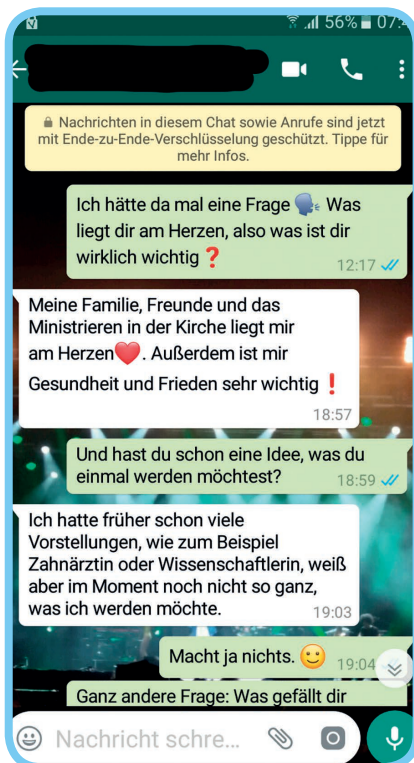 56% 07:
Nachrichten in diesem Chat sowie Anrufe sind jetzt
mit Ende-zu-Ende-Verschlüsselung geschützt. Tippe für
mehr Infos.
Ich hätte da mal eine Frage 🗣️ Was
liegt dir am Herzen, also was ist dir
wirklich wichtig ❓
12:17
Meine Familie, Freunde und das
Ministrieren in der Kirche liegt mir
am Herzen❤️. Außerdem ist mir
Gesundheit und Frieden sehr wichtig ❗
18:57
Und hast du schon eine Idee, was du
einmal werden möchtest?
18:59
Ich hatte früher schon viele
Vorstellungen, wie zum Beispiel
Zahnärztin oder Wissenschaftlerin, weiß
aber im Moment noch nicht so ganz,
was ich werden möchte.
19:03
Macht ja nichts. 🙂 19:04
Ganz andere Frage: Was gefällt dir
Nachricht schre...